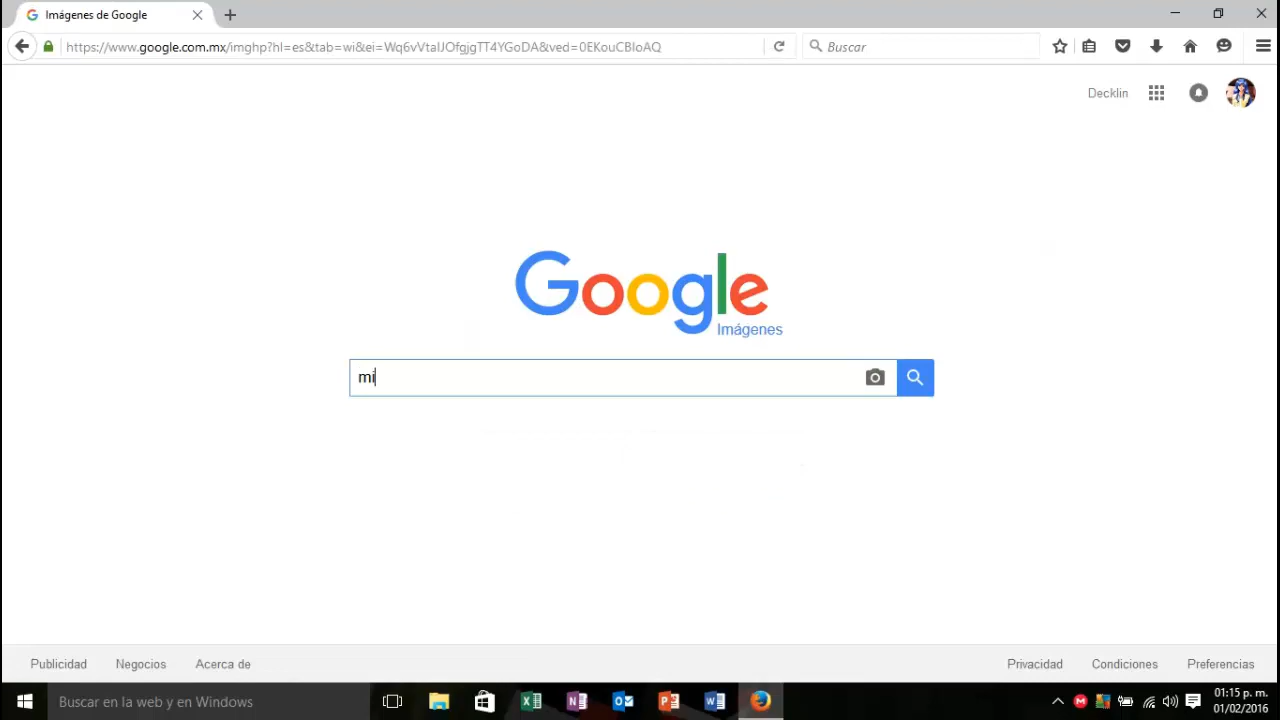 Imágenes de Google
https://www.google.com.mx/imghp?hl=es&tab=wi&ei=Wq6vVtalJOfgjgTT4YGoDA&ved=0EKouCBIoAQ
Buscar
Decklin
Google
Imágenes
mi
Publicidad Negocios Acerca de
Privacidad Condiciones Preferencias
Buscar en la web y en Windows
01:15 p. m.
01/02/2016